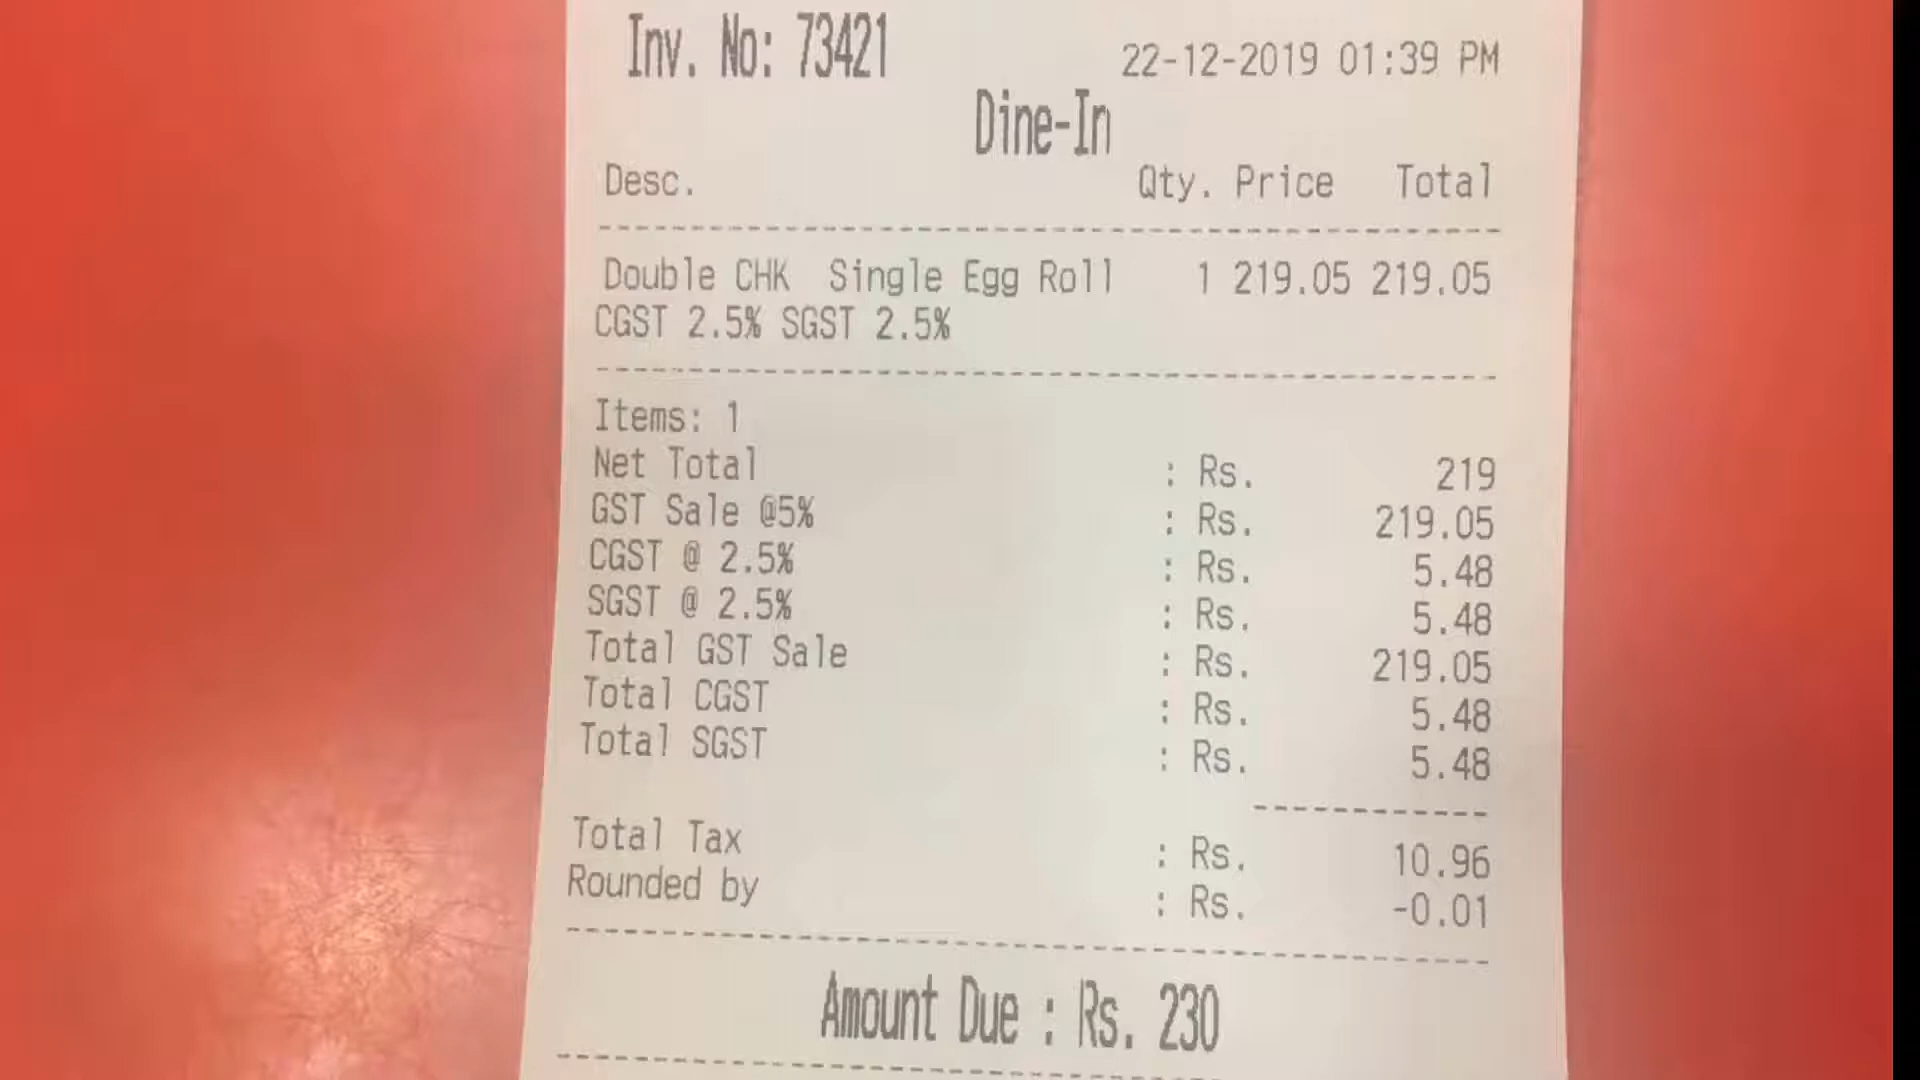 Inv. No: 73421 22-12-2019 01:39 PM
Dine-In
Desc. Qty. Price Total
Double CHK Single Egg Roll 1 219.05 219.05
CGST 2.5% SGST 2.5%
Items: 1
Net Total : Rs. 219
GST Sale @5% : Rs. 219.05
CGST @ 2.5% : Rs. 5.48
SGST @ 2.5% : Rs. 5.48
Total GST Sale : Rs. 219.05
Total CGST : Rs. 5.48
Total SGST : Rs. 5.48
Total Tax : Rs. 10.96
Rounded by : Rs. -0.01
Amount Due : Rs. 230